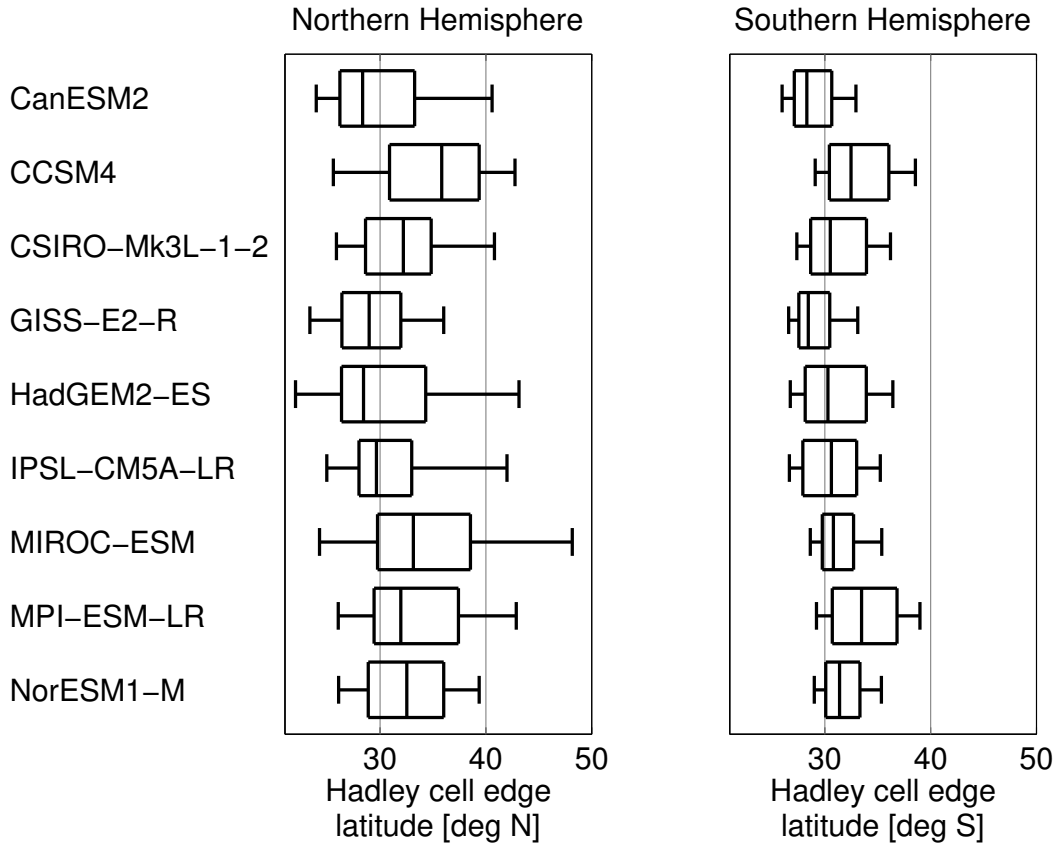 Northern Hemisphere
Southern Hemisphere
CanESM2
CCSM4
CSIRO−Mk3L−1−2
GISS−E2−R
HadGEM2−ES
IPSL−CM5A−LR
MIROC−ESM
MPI−ESM−LR
NorESM1−M
30 40 50
Hadley cell edge
latitude [deg N]
30 40 50
Hadley cell edge
latitude [deg S]